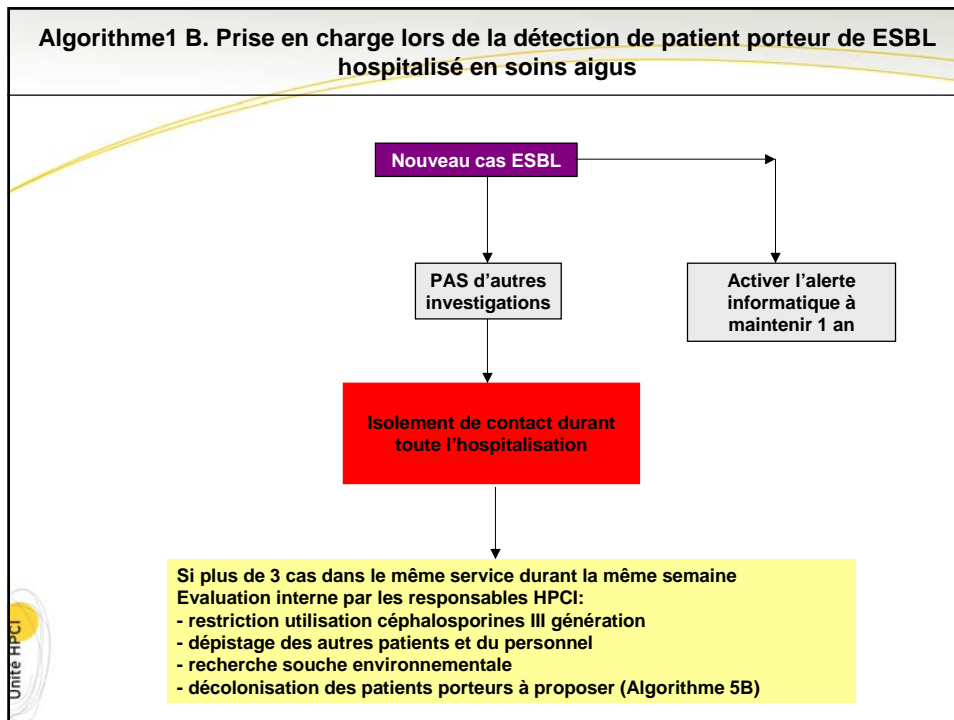 Algorithme1 B. Prise en charge lors de la détection de patient porteur de ESBL
hospitalisé en soins aigus
Nouveau cas ESBL
PAS d'autres
investigations
Activer l'alerte
informatique à
maintenir 1 an
Isolement de contact durant
toute l'hospitalisation
Si plus de 3 cas dans le même service durant la même semaine
Evaluation interne par les responsables HPCI:
- restriction utilisation céphalosporines III génération
- dépistage des autres patients et du personnel
- recherche souche environnementale
- décolonisation des patients porteurs à proposer (Algorithme 5B)
Unité HPCI